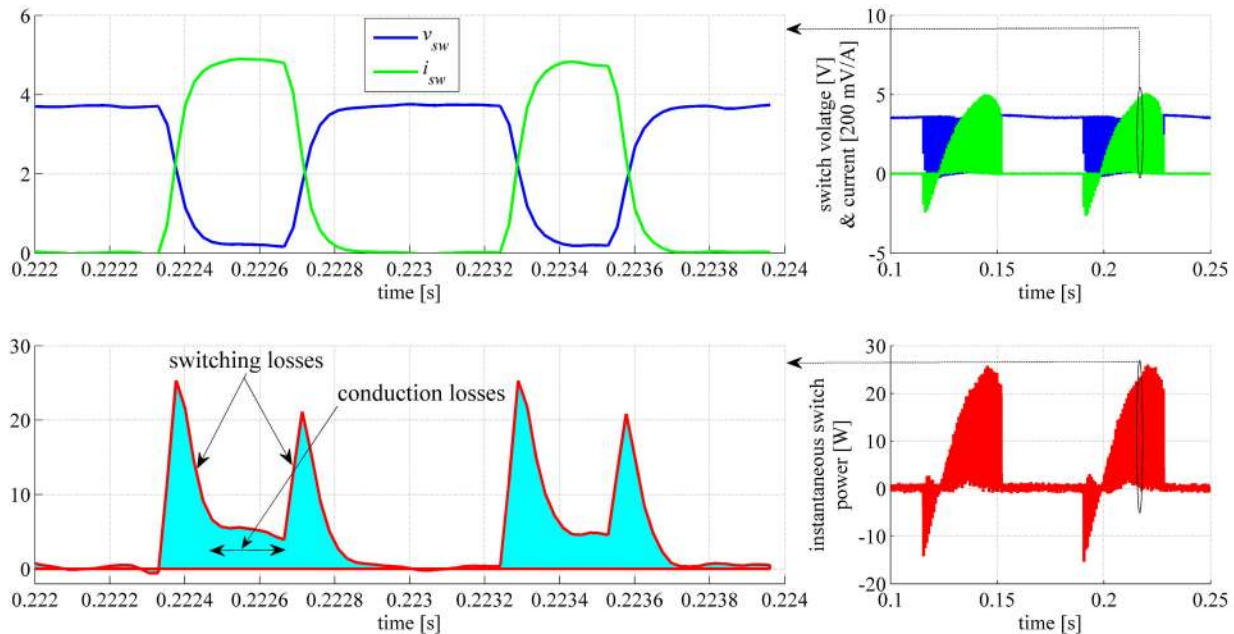 6
4
2
0
v_sw
i_sw
0.222 0.2222 0.2224 0.2226 0.2228 0.223 0.2232 0.2234 0.2236 0.2238 0.224
time [s]
switch volatge [V]
& current [200 mV/A]
10
5
0
-5
0.1 0.15 0.2 0.25
time [s]
30
20
10
0
switching losses
conduction losses
0.222 0.2222 0.2224 0.2226 0.2228 0.223 0.2232 0.2234 0.2236 0.2238 0.224
time [s]
instantaneous switch
power [W]
30
20
10
0
-10
-20
0.1 0.15 0.2 0.25
time [s]